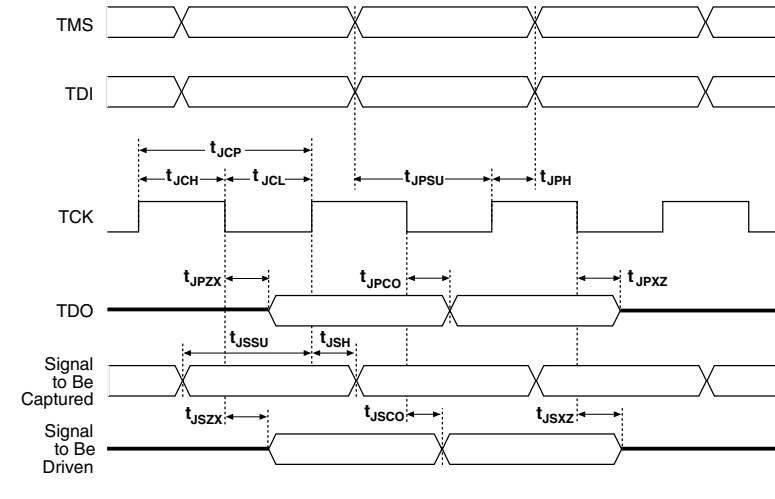 TMS
TDI
tJCP
tJCH tJCL tJPSU tJPH
TCK
tJPZX tJPCO tJPXZ
TDO
tJSSU tJSH
Signal
to Be
Captured
tJSZX tJSCO tJSXZ
Signal
to Be
Driven